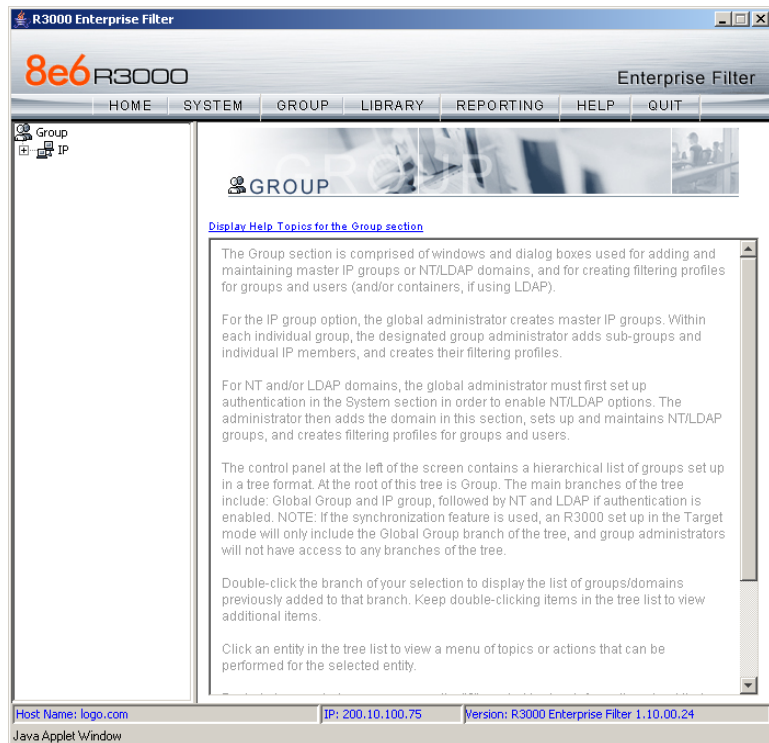 R3000 Enterprise Filter
8e6 R3000
Enterprise Filter
HOME SYSTEM GROUP LIBRARY REPORTING HELP QUIT
Group
IP
GROUP
GROUP
Display Help Topics for the Group section
The Group section is comprised of windows and dialog boxes used for adding and
maintaining master IP groups or NT/LDAP domains, and for creating filtering profiles
for groups and users (and/or containers, if using LDAP).
For the IP group option, the global administrator creates master IP groups. Within
each individual group, the designated group administrator adds sub-groups and
individual IP members, and creates their filtering profiles.
For NT and/or LDAP domains, the global administrator must first set up
authentication in the System section in order to enable NT/LDAP options. The
administrator then adds the domain in this section, sets up and maintains NT/LDAP
groups, and creates filtering profiles for groups and users.
The control panel at the left of the screen contains a hierarchical list of groups set up
in a tree format. At the root of this tree is Group. The main branches of the tree
include: Global Group and IP group, followed by NT and LDAP if authentication is
enabled. NOTE: If the synchronization feature is used, an R3000 set up in the Target
mode will only include the Global Group branch of the tree, and group administrators
will not have access to any branches of the tree.
Double-click the branch of your selection to display the list of groups/domains
previously added to that branch. Keep double-clicking items in the tree list to view
additional items.
Click an entity in the tree list to view a menu of topics or actions that can be
performed for the selected entity.
Host Name: logo.com
IP: 200.10.100.75
Version: R3000 Enterprise Filter 1.10.00.24
Java Applet Window